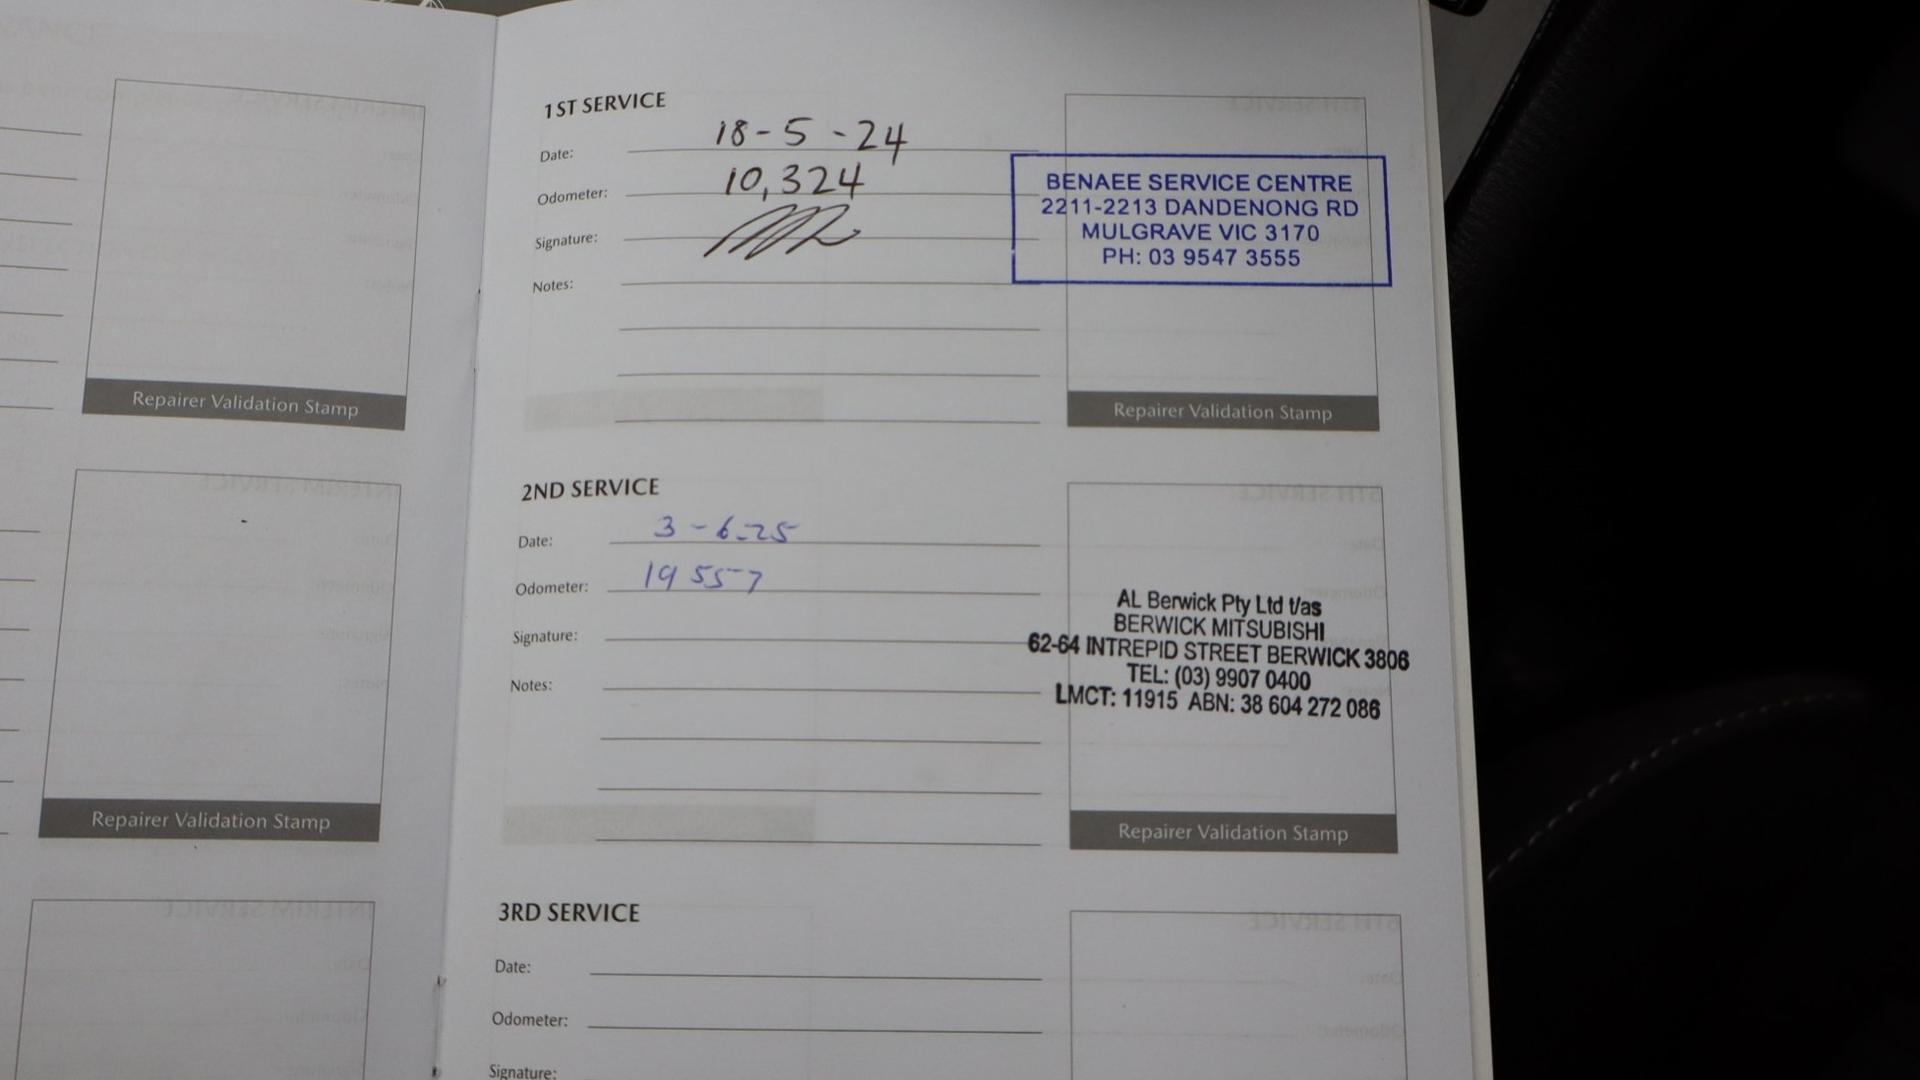 Repairer Validation Stamp
Repairer Validation Stamp
1ST SERVICE
Date: 18-5-24
Odometer: 10,324
Signature:
Notes:
BENAEE SERVICE CENTRE
2211-2213 DANDENONG RD
MULGRAVE VIC 3170
PH: 03 9547 3555
Repairer Validation Stamp
2ND SERVICE
Date: 3-6-25
Odometer: 19557
Signature:
Notes:
AL Berwick Pty Ltd t/as
BERWICK MITSUBISHI
62-64 INTREPID STREET BERWICK 3806
TEL: (03) 9907 0400
LMCT: 11915 ABN: 38 604 272 086
Repairer Validation Stamp
3RD SERVICE
Date:
Odometer:
Signature: